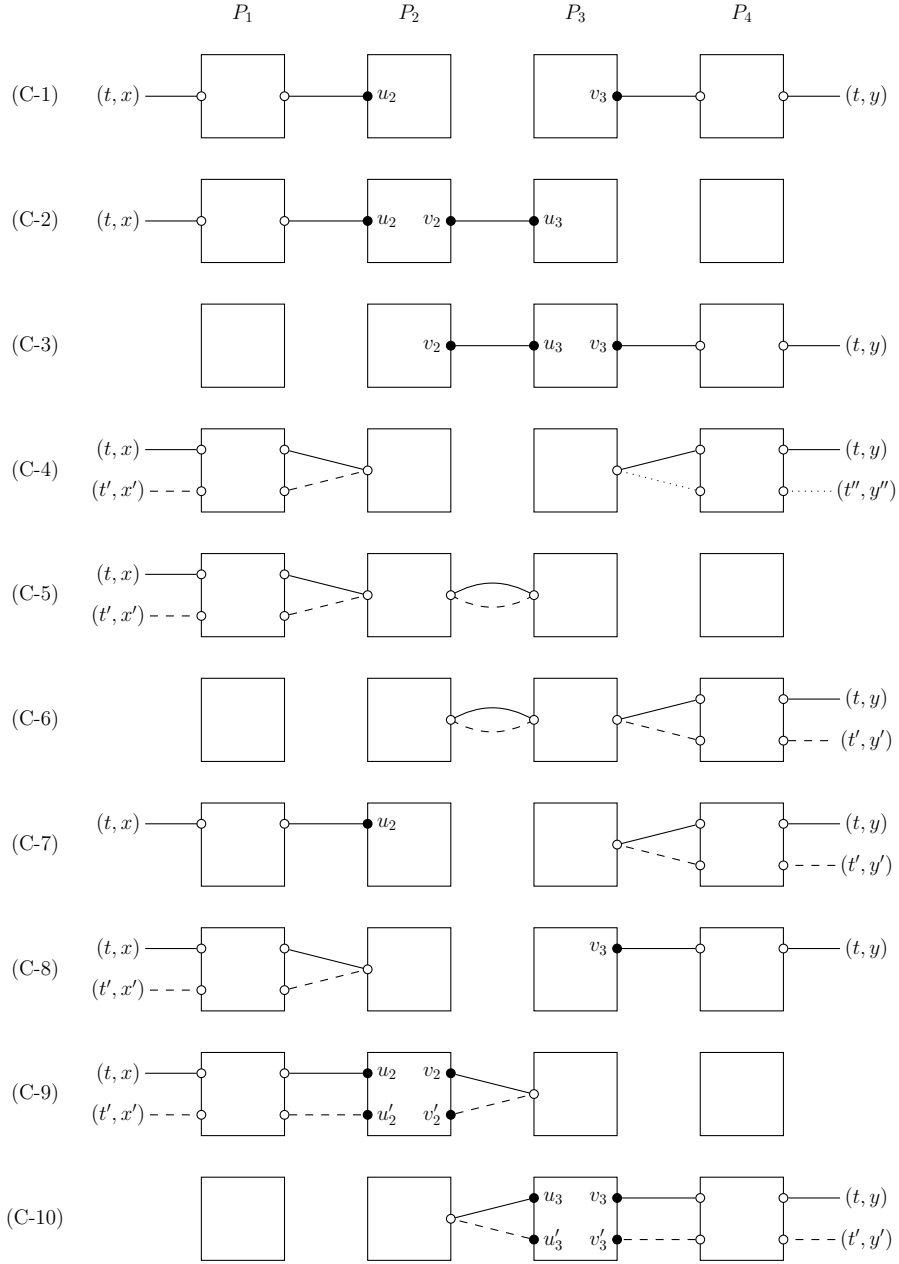 P₁ P₂ P₃ P₄
(C-1) (t, x) u₂ v₃ (t, y)
(C-2) (t, x) u₂ v₂ u₃
(C-3) v₂ u₃ v₃ (t, y)
(t, x) (t, y)
(C-4)
(t′, x′) (t″, y″)
(t, x)
(C-5)
(t′, x′)
(t, y)
(C-6)
(t′, y′)
(t, x) u₂ (t, y)
(C-7)
(t′, y′)
(t, x) v₃ (t, y)
(C-8)
(t′, x′)
(t, x) u₂ v₂
(C-9)
(t′, x′) u′₂ v′₂
u₃ v₃ (t, y)
(C-10)
u′₃ v′₃ (t′, y′)